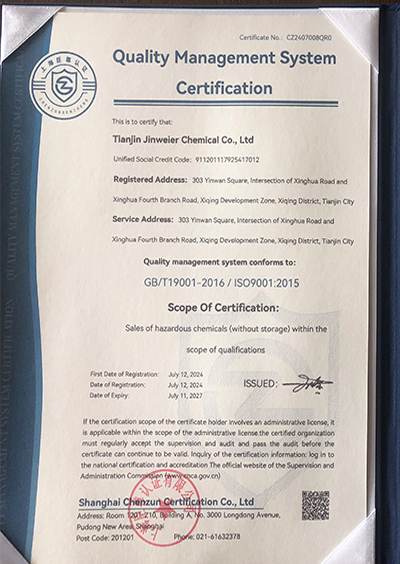 Certificate No.: CZ2407008QR0
Quality Management System
Certification
This is to certify that:
Tianjin Jinweier Chemical Co., Ltd
Unified Social Credit Code: 911201117925417012
Registered Address: 303 Yinwan Square, Intersection of Xinghua Road and
Xinghua Fourth Branch Road, Xiqing Development Zone, Xiqing District, Tianjin City
Service Address: 303 Yinwan Square, Intersection of Xinghua Road and
Xinghua Fourth Branch Road, Xiqing Development Zone, Xiqing District, Tianjin City
Quality management system conforms to:
GB/T19001-2016 / ISO9001:2015
Scope Of Certification:
Sales of hazardous chemicals (without storage) within the
scope of qualifications
First Date of Registration: July 12, 2024
Date of Registration: July 12, 2024
Date of Expiry: July 11, 2027
ISSUED:
If the certification scope of the certificate holder involves an administrative license, it
is applicable within the scope of the administrative license.the certified organization
must regularly accept the supervision and audit and pass the audit before the
certificate can continue to be valid. Inquiry of the certification information: log in to
the national certification and accreditation The official website of the Supervision and
Administration Commission (www.cnca.gov.cn)
Shanghai Chenzun Certification Co., Ltd
Address: Room 1201-Z10, Building A, No. 3000 Longdong Avenue,
Pudong New Area, Shanghai
Post Code: 201201 Phone: 021-61632378
QUALITY MANAGEMENT SYSTEM CERTIFICATION